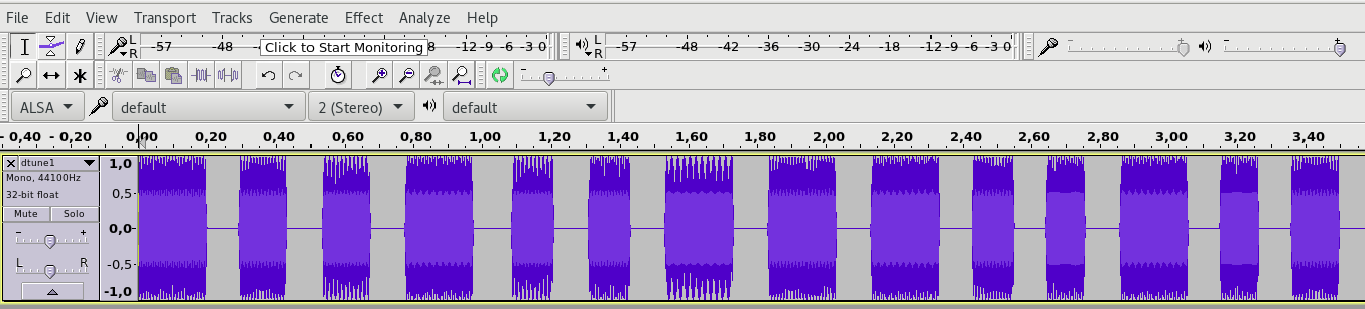 File Edit View Transport Tracks Generate Effect Analyze Help
L
R
-57 -48 Click to Start Monitoring 8 -12 -9 -6 -3 0
L
R
-57 -48 -42 -36 -30 -24 -18 -12 -9 -6 -3 0
- + - +
- +
ALSA default 2 (Stereo) default
- 0,40 - 0,20 0,00 0,20 0,40 0,60 0,80 1,00 1,20 1,40 1,60 1,80 2,00 2,20 2,40 2,60 2,80 3,00 3,20 3,40
X dtune1
Mono, 44100Hz
32-bit float
Mute Solo
- +
L R
1,0
0,5-
0,0-
-0,5-
-1,0